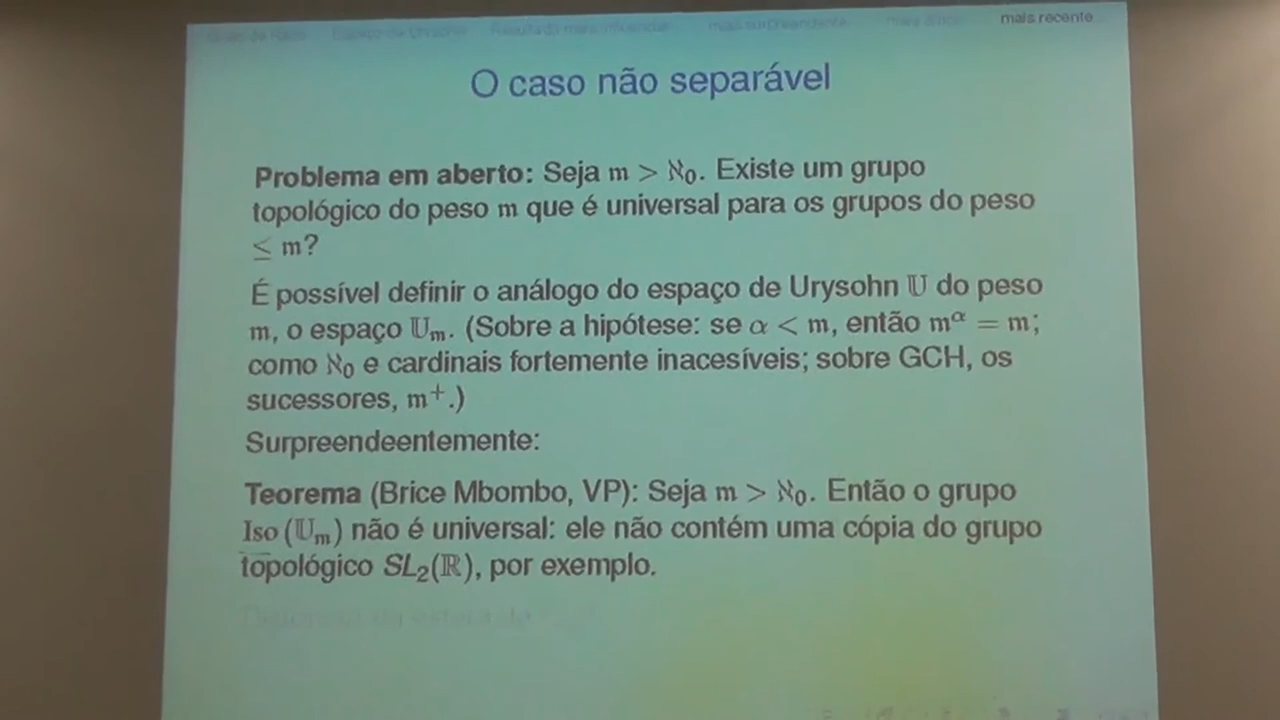 mais recente
O caso não separável
Problema em aberto: Seja m > ℵ₀. Existe um grupo
topológico do peso m que é universal para os grupos do peso
≤ m?
É possível definir o análogo do espaço de Urysohn 𝕌 do peso
m, o espaço 𝕌ₘ. (Sobre a hipótese: se α < m, então m^α = m;
como ℵ₀ e cardinais fortemente inacesíveis; sobre GCH, os
sucessores, m⁺.)
Surpreendeentemente:
Teorema (Brice Mbombo, VP): Seja m > ℵ₀. Então o grupo
Iso (𝕌ₘ) não é universal: ele não contém uma cópia do grupo
topológico SL₂(ℝ), por exemplo.